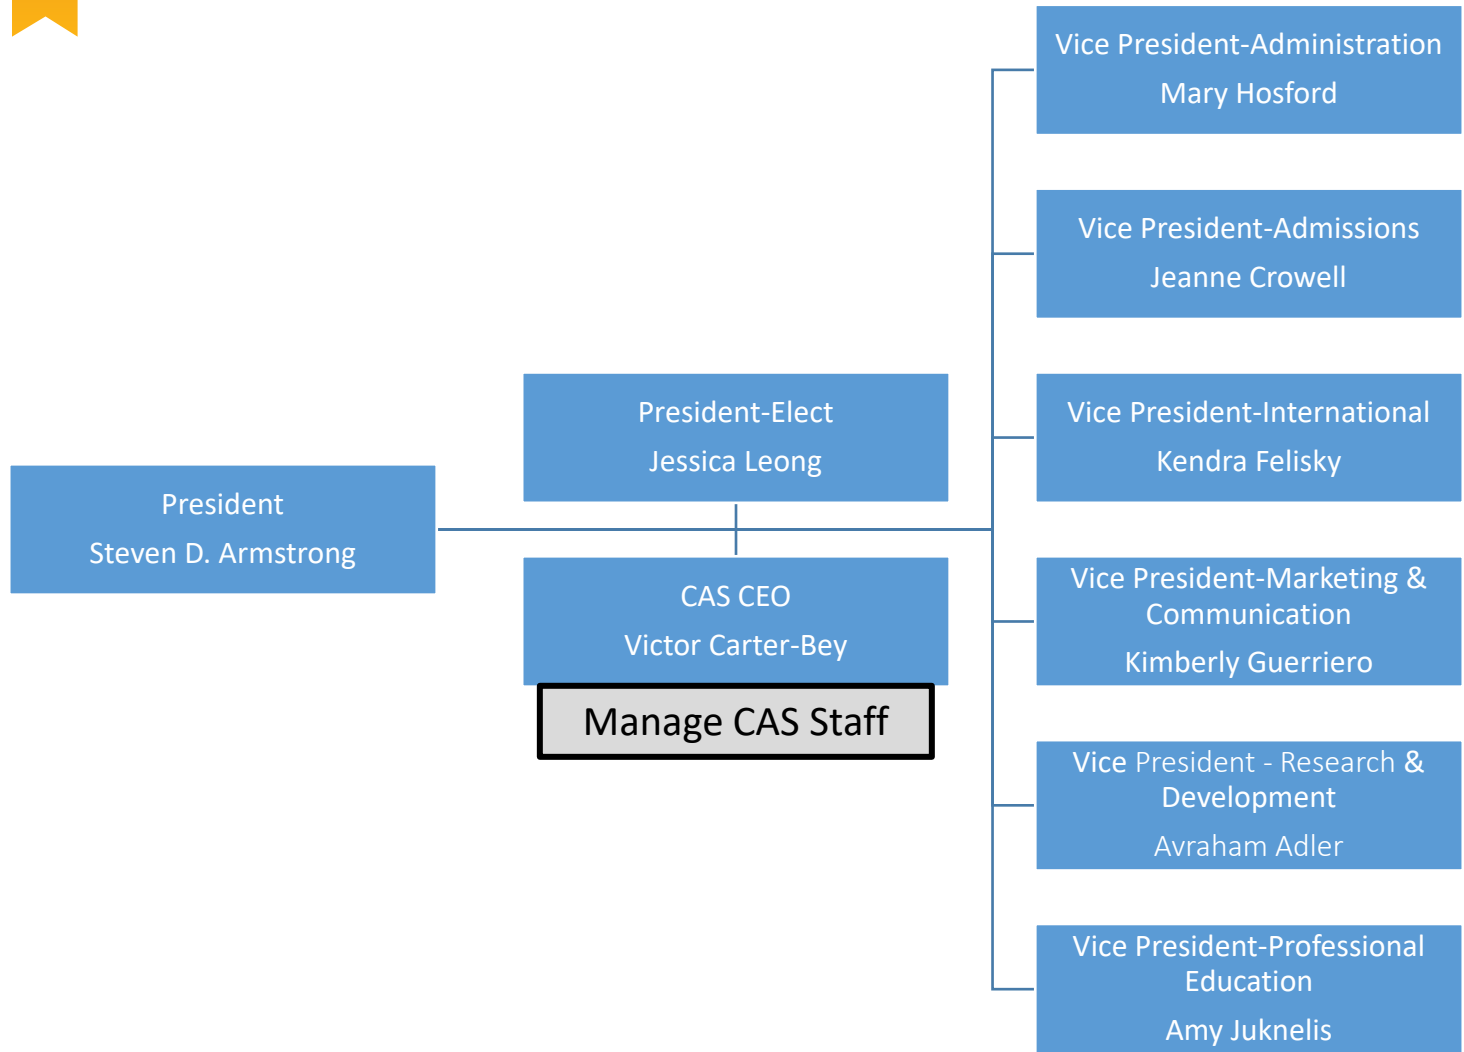 President
Steven D. Armstrong
President-Elect
Jessica Leong
CAS CEO
Victor Carter-Bey
Manage CAS Staff
Vice President-Administration
Mary Hosford
Vice President-Admissions
Jeanne Crowell
Vice President-International
Kendra Felisky
Vice President-Marketing &
Communication
Kimberly Guerriero
Vice President - Research &
Development
Avraham Adler
Vice President-Professional
Education
Amy Juknelis